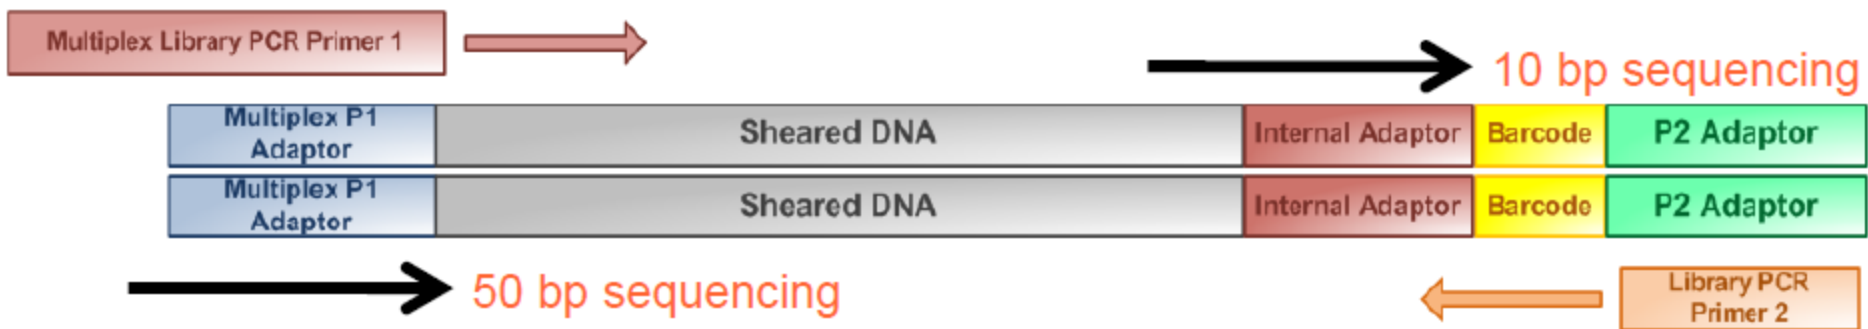 Multiplex Library PCR Primer 1
10 bp sequencing
Multiplex P1
Adaptor
Sheared DNA
Internal Adaptor
Barcode
P2 Adaptor
Multiplex P1
Adaptor
Sheared DNA
Internal Adaptor
Barcode
P2 Adaptor
50 bp sequencing
Library PCR
Primer 2